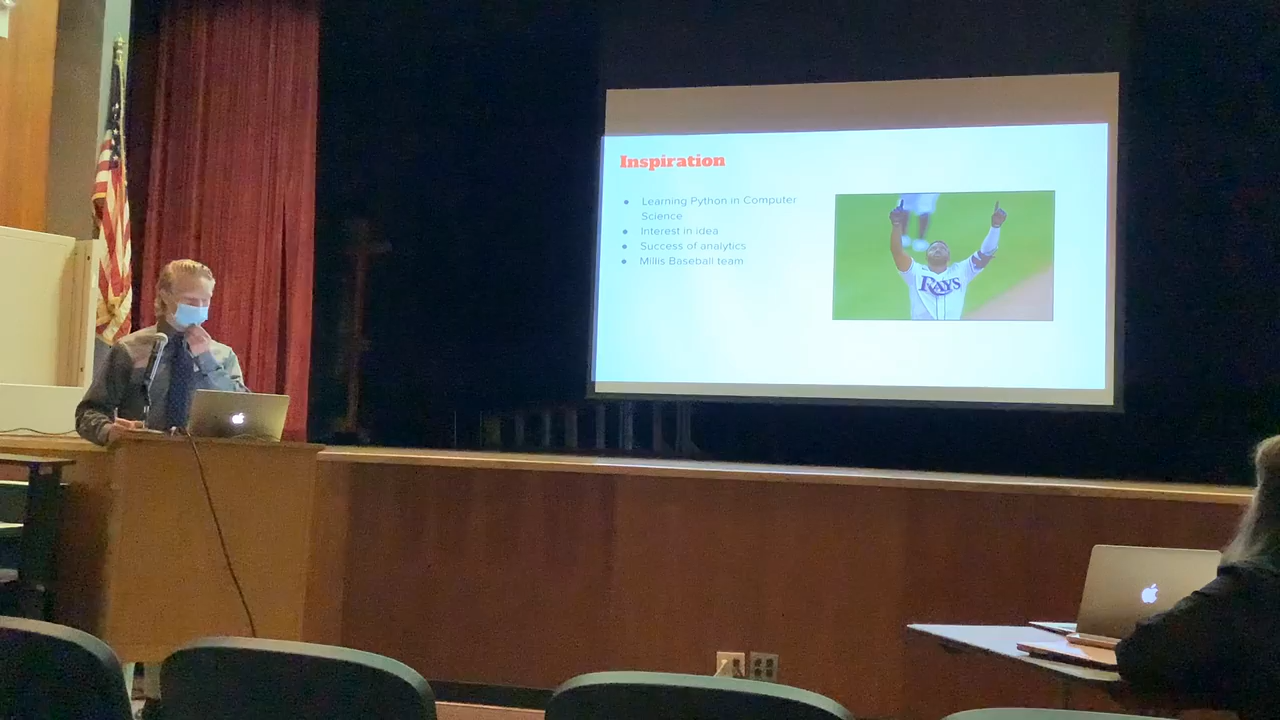 Inspiration
Learning Python in Computer
Science
Interest in idea
Success of analytics
Millis Baseball team
RAYS